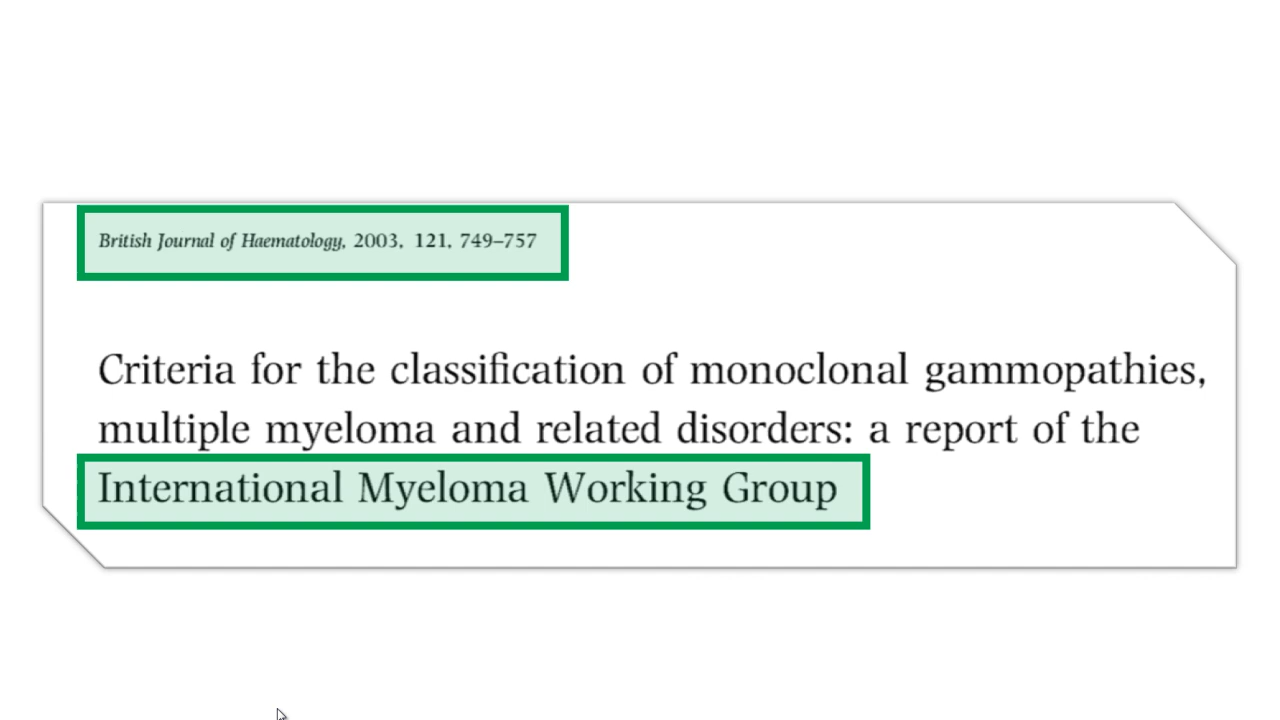 British Journal of Haematology, 2003, 121, 749–757
Criteria for the classification of monoclonal gammopathies,
multiple myeloma and related disorders: a report of the
International Myeloma Working Group